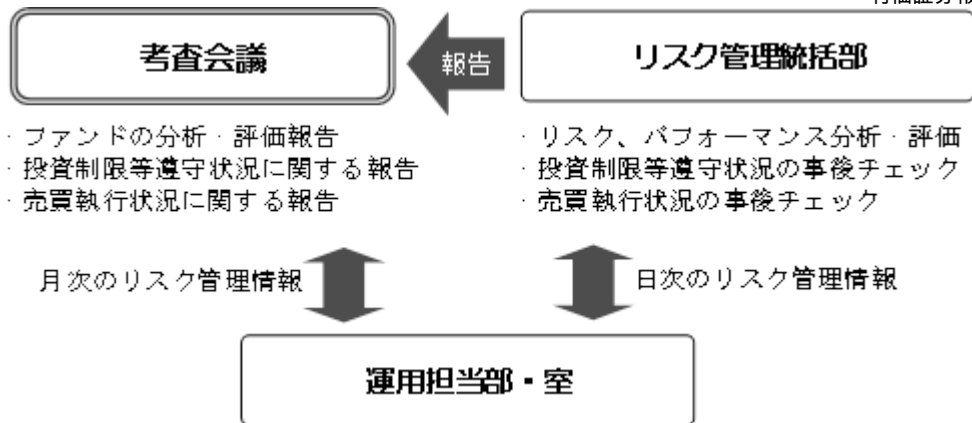 考査会議
報告
リスク管理統括部
・ファンドの分析・評価報告
・投資制限等遵守状況に関する報告
・売買執行状況に関する報告
・リスク、パフォーマンス分析・評価
・投資制限等遵守状況の事後チェック
・売買執行状況の事後チェック
月次のリスク管理情報
日次のリスク管理情報
運用担当部・室